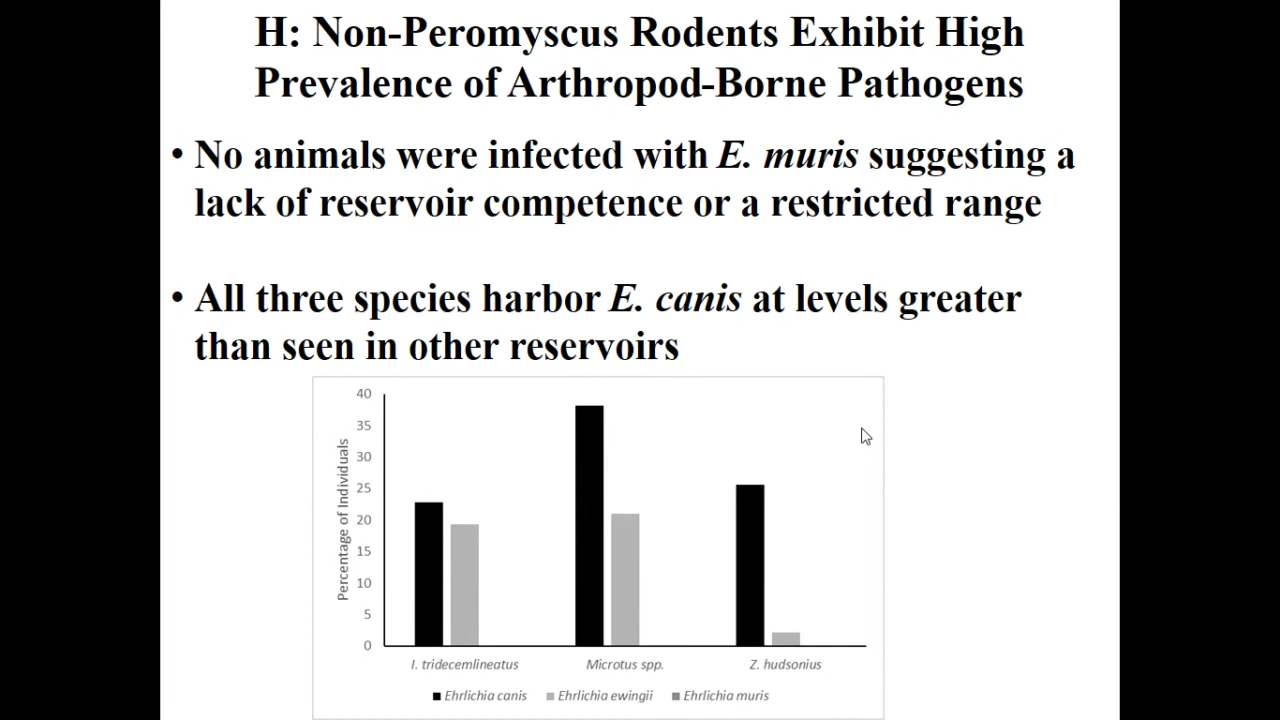 H: Non-Peromyscus Rodents Exhibit High
Prevalence of Arthropod-Borne Pathogens
• No animals were infected with E. muris suggesting a
lack of reservoir competence or a restricted range
• All three species harbor E. canis at levels greater
than seen in other reservoirs
Percentage of Individuals
40
35
30
25
20
15
10
5
0
I. tridecemlineatus Microtus spp. Z. hudsonius
Ehrlichia canis Ehrlichia ewingii Ehrlichia muris